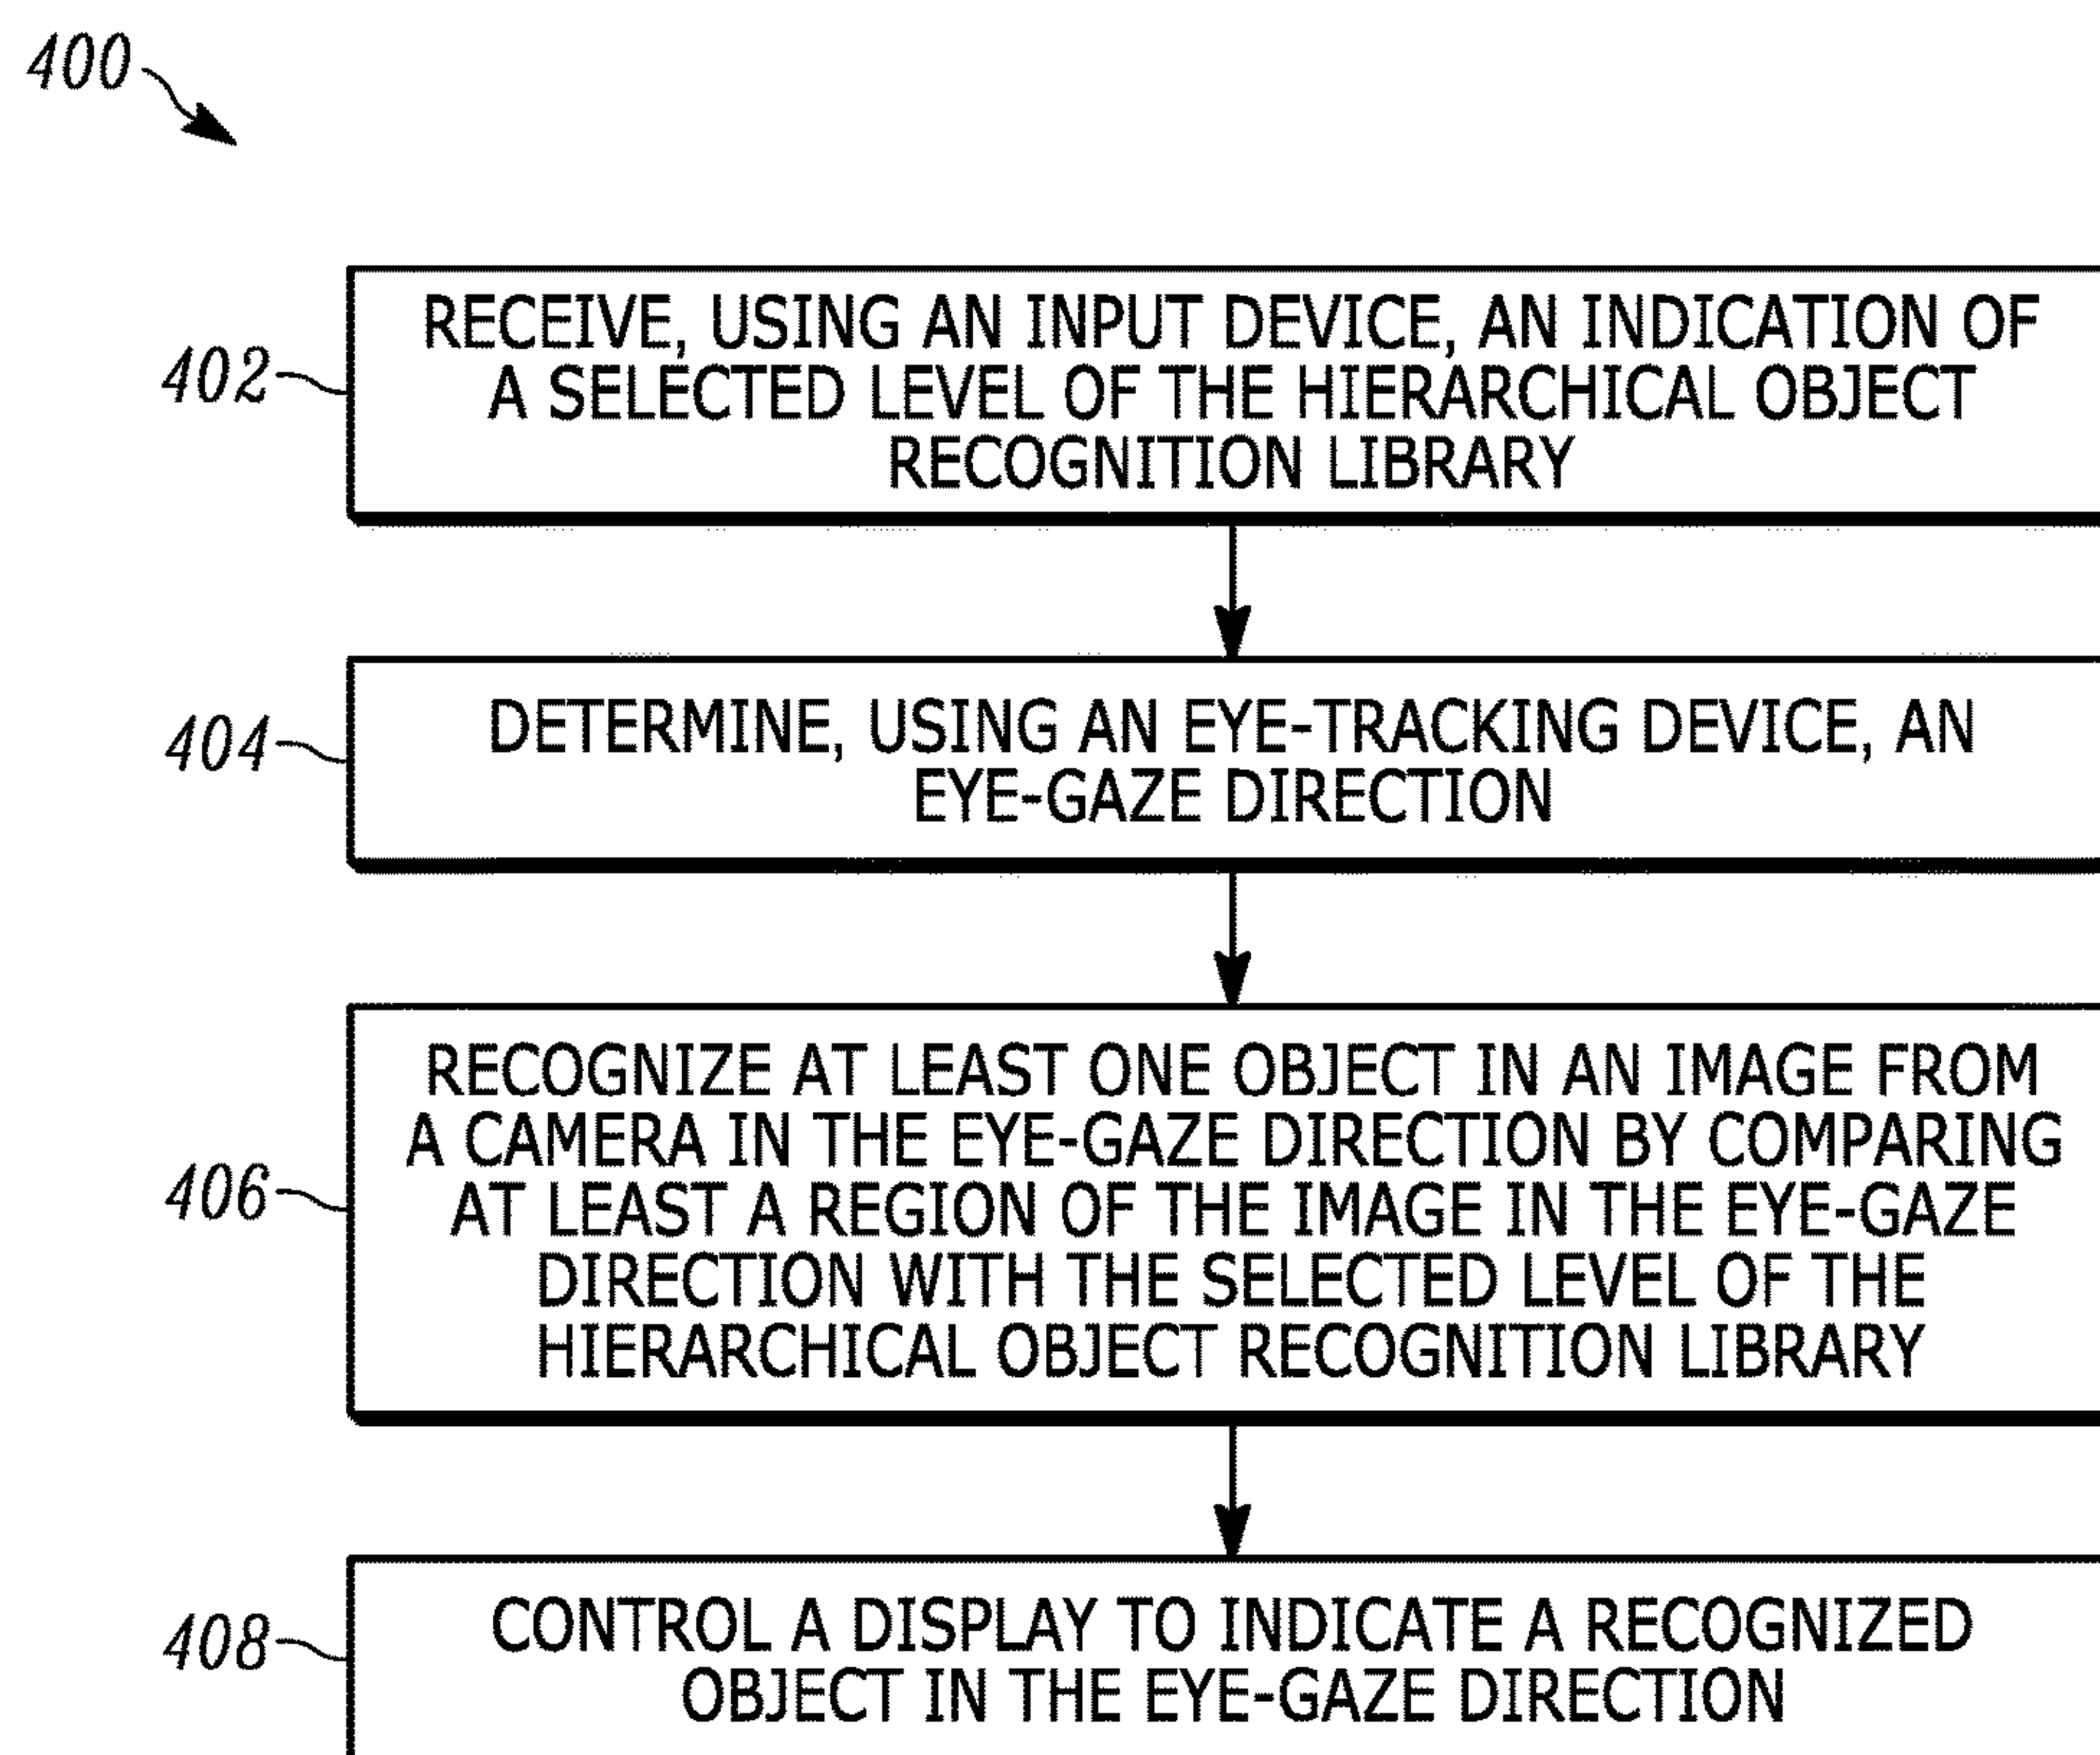 400
402
RECEIVE, USING AN INPUT DEVICE, AN INDICATION OF
A SELECTED LEVEL OF THE HIERARCHICAL OBJECT
RECOGNITION LIBRARY
404
DETERMINE, USING AN EYE-TRACKING DEVICE, AN
EYE-GAZE DIRECTION
406
RECOGNIZE AT LEAST ONE OBJECT IN AN IMAGE FROM
A CAMERA IN THE EYE-GAZE DIRECTION BY COMPARING
AT LEAST A REGION OF THE IMAGE IN THE EYE-GAZE
DIRECTION WITH THE SELECTED LEVEL OF THE
HIERARCHICAL OBJECT RECOGNITION LIBRARY
408
CONTROL A DISPLAY TO INDICATE A RECOGNIZED
OBJECT IN THE EYE-GAZE DIRECTION